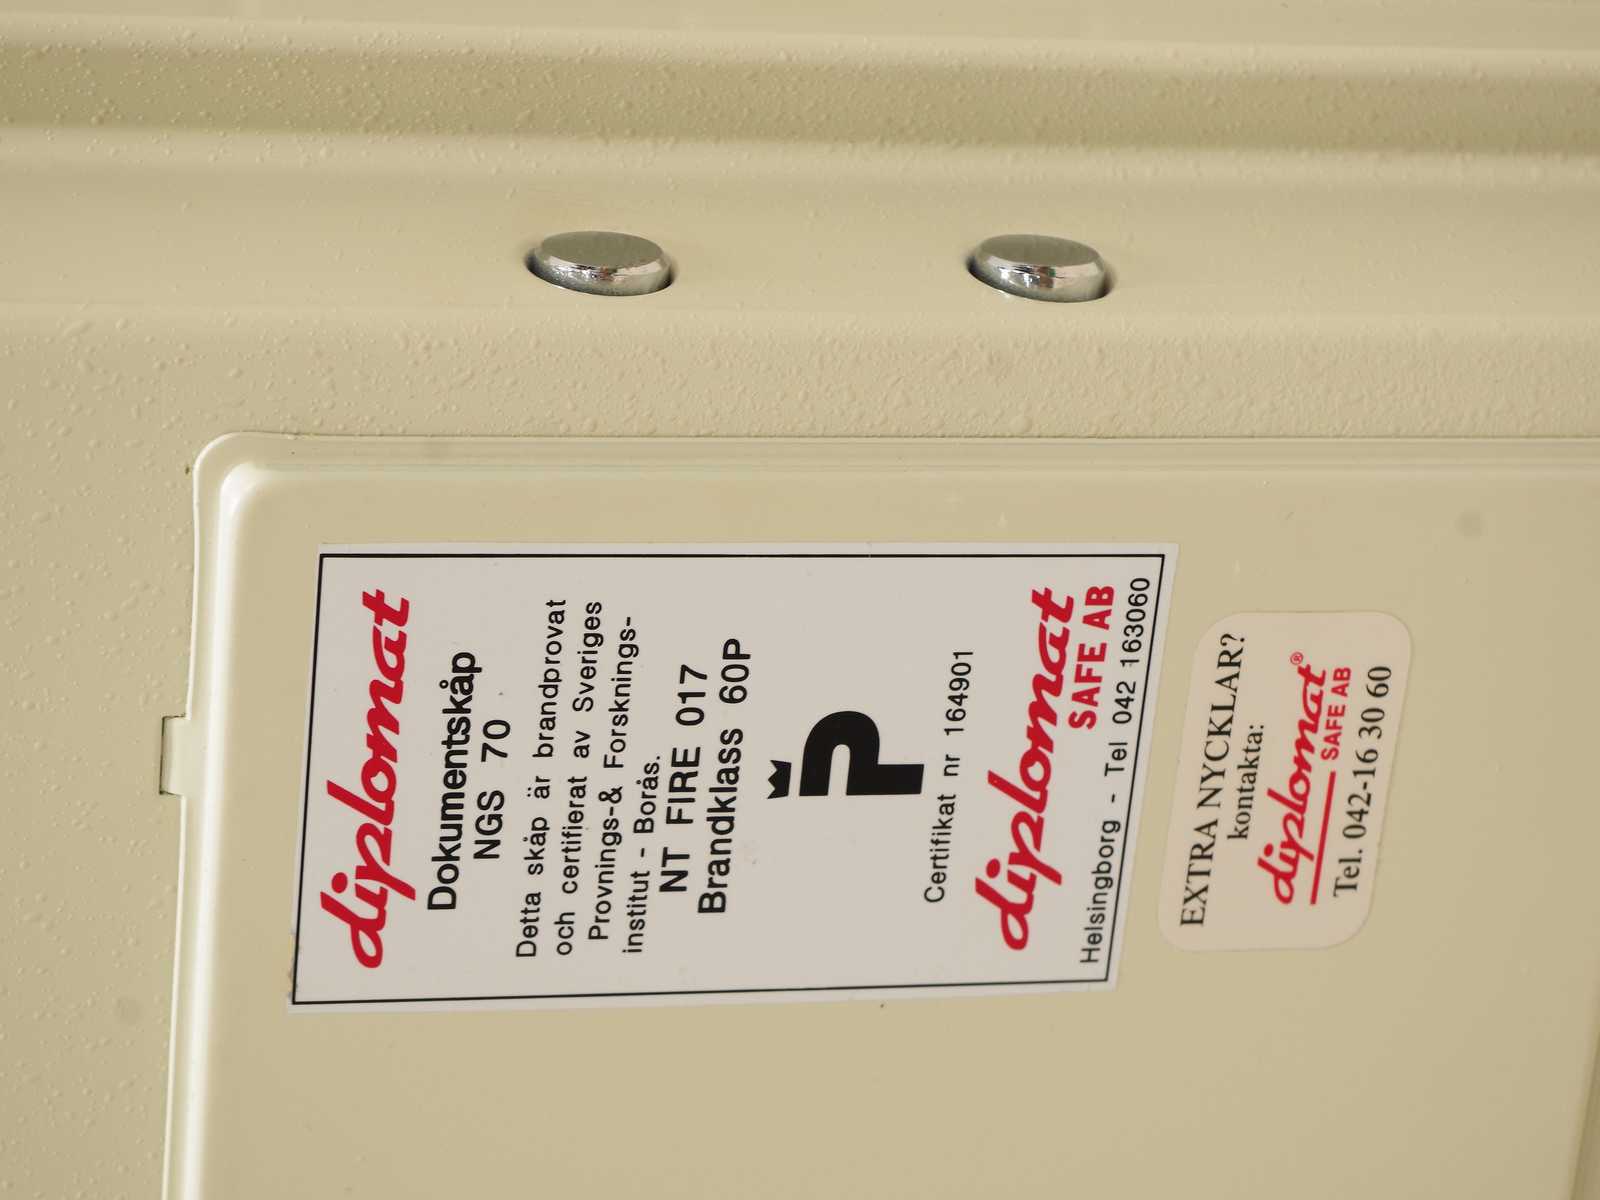 diplomat
Dokumentskåp
NGS 70
Detta skåp är brandprovat
och certifierat av Sveriges
Provnings-& Forsknings-
institut - Borås.
NT FIRE 017
Brandklass 60P
P
Certifikat nr 164901
diplomat
SAFE AB
Helsingborg - Tel 042 163060
EXTRA NYCKLAR?
kontakta:
diplomat®
SAFE AB
Tel. 042-16 30 60